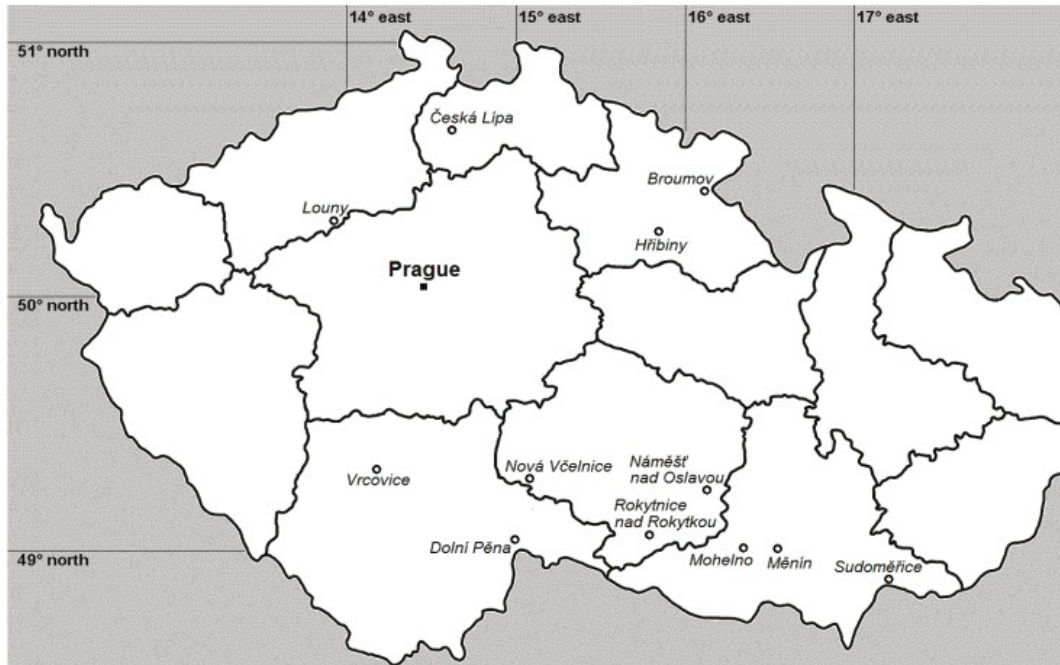 14° east
15° east
16° east
17° east
51° north
Česká Lípa
Broumov
Louny
Hřibiny
Prague
50° north
Vrcovice
Nová Včelnice
Náměšť
nad Oslavou
Rokytnice
nad Rokytkou
49° north
Dolní Pěna
Mohelno
Měnín
Sudoměřice